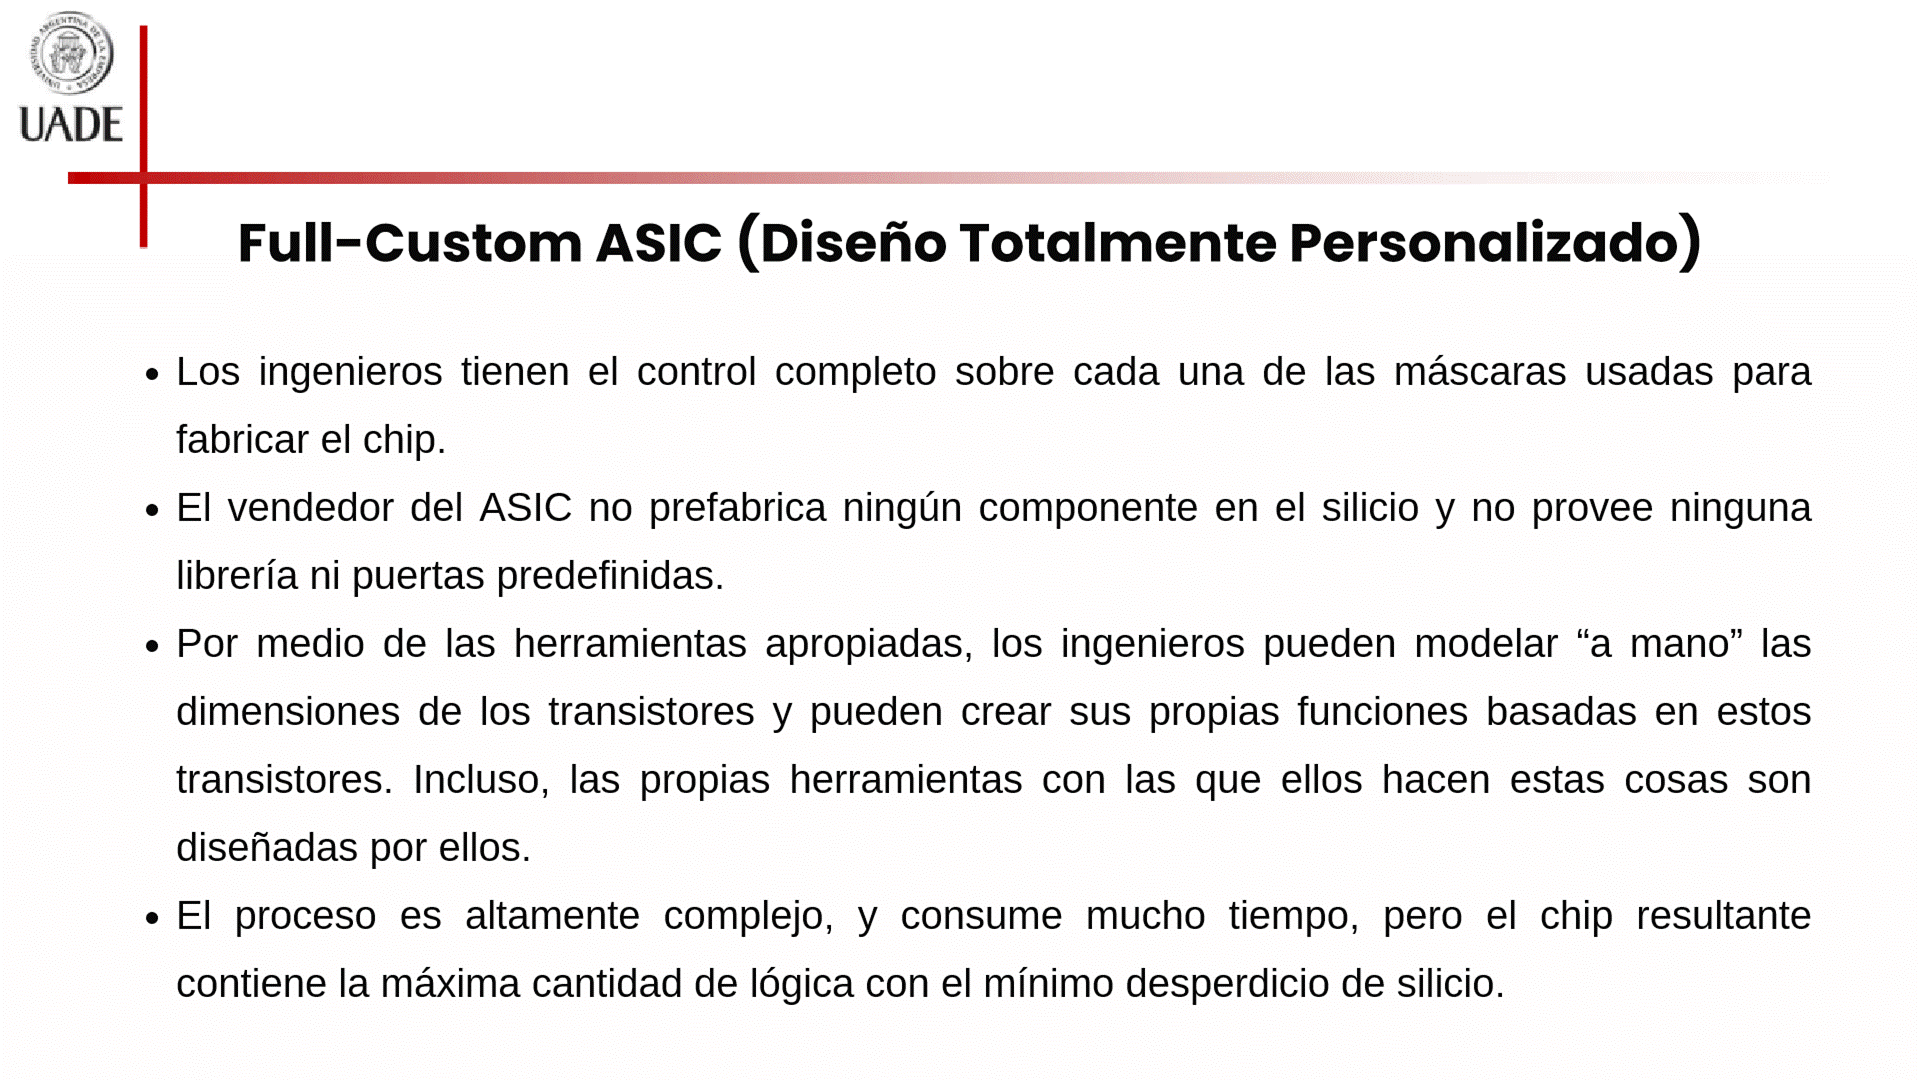 UNIVERSIDAD ARGENTINA DE LA EMPRESA
UADE
Full-Custom ASIC (Diseño Totalmente Personalizado)
• Los ingenieros tienen el control completo sobre cada una de las máscaras usadas para
fabricar el chip.
• El vendedor del ASIC no prefabrica ningún componente en el silicio y no provee ninguna
librería ni puertas predefinidas.
• Por medio de las herramientas apropiadas, los ingenieros pueden modelar “a mano” las
dimensiones de los transistores y pueden crear sus propias funciones basadas en estos
transistores. Incluso, las propias herramientas con las que ellos hacen estas cosas son
diseñadas por ellos.
• El proceso es altamente complejo, y consume mucho tiempo, pero el chip resultante
contiene la máxima cantidad de lógica con el mínimo desperdicio de silicio.